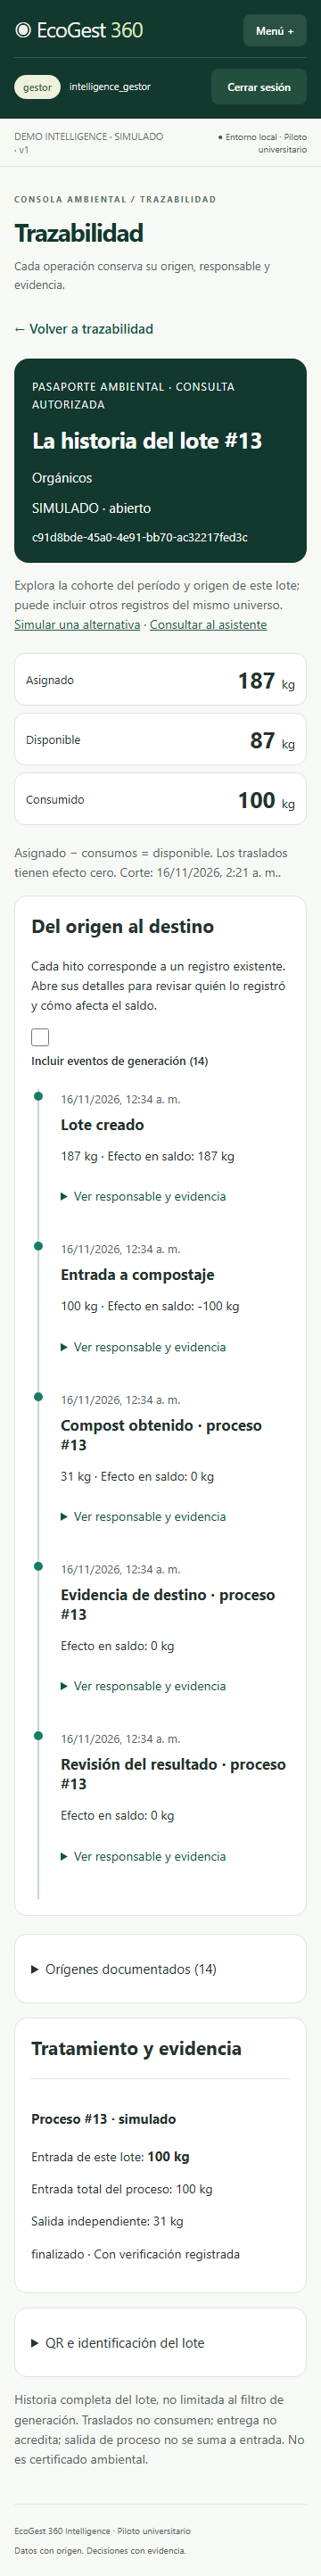 EcoGest 360
Menú +
gestor
intelligence_gestor
Cerrar sesión
DEMO INTELLIGENCE · SIMULADO
· v1
● Entorno local · Piloto
universitario
CONSOLA AMBIENTAL / TRAZABILIDAD
Trazabilidad
Cada operación conserva su origen, responsable y
evidencia.
← Volver a trazabilidad
PASAPORTE AMBIENTAL · CONSULTA
AUTORIZADA
La historia del lote #13
Orgánicos
SIMULADO · abierto
c91d8bde-45a0-4e91-bb70-ac32217fed3c
Explora la cohorte del período y origen de este lote;
puede incluir otros registros del mismo universo.
Simular una alternativa · Consultar al asistente
Asignado
187 kg
Disponible
87 kg
Consumido
100 kg
Asignado − consumos = disponible. Los traslados
tienen efecto cero. Corte: 16/11/2026, 2:21 a. m..
Del origen al destino
Cada hito corresponde a un registro existente.
Abre sus detalles para revisar quién lo registró
y cómo afecta el saldo.
Incluir eventos de generación (14)
16/11/2026, 12:34 a. m.
Lote creado
187 kg · Efecto en saldo: 187 kg
▶ Ver responsable y evidencia
16/11/2026, 12:34 a. m.
Entrada a compostaje
100 kg · Efecto en saldo: -100 kg
▶ Ver responsable y evidencia
16/11/2026, 12:34 a. m.
Compost obtenido · proceso
#13
31 kg · Efecto en saldo: 0 kg
▶ Ver responsable y evidencia
16/11/2026, 12:34 a. m.
Evidencia de destino · proceso
#13
Efecto en saldo: 0 kg
▶ Ver responsable y evidencia
16/11/2026, 12:34 a. m.
Revisión del resultado · proceso
#13
Efecto en saldo: 0 kg
▶ Ver responsable y evidencia
▶ Orígenes documentados (14)
Tratamiento y evidencia
Proceso #13 · simulado
Entrada de este lote: 100 kg
Entrada total del proceso: 100 kg
Salida independiente: 31 kg
finalizado · Con verificación registrada
▶ QR e identificación del lote
Historia completa del lote, no limitada al filtro de
generación. Traslados no consumen; entrega no
acredita; salida de proceso no se suma a entrada. No
es certificado ambiental.
EcoGest 360 Intelligence · Piloto universitario
Datos con origen. Decisiones con evidencia.